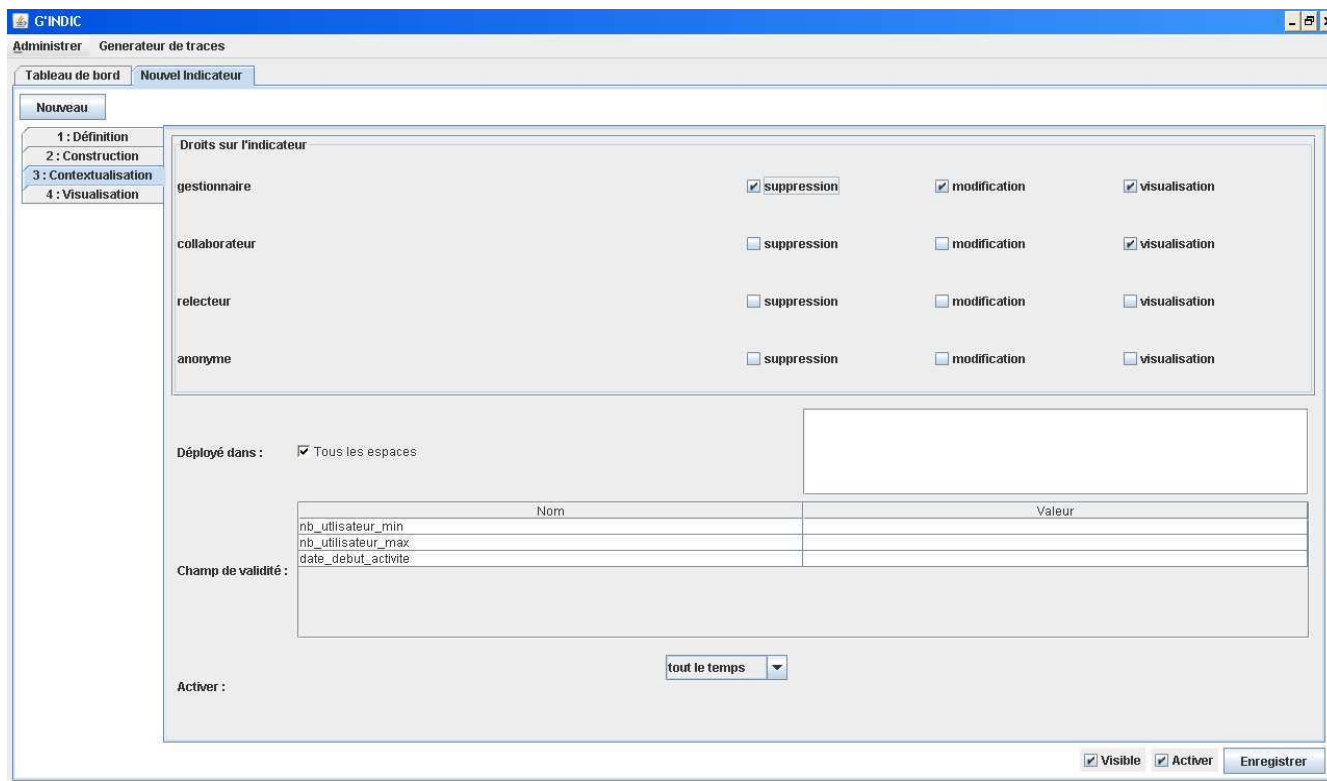 G'INDIC
Administrer Generateur de traces
Tableau de bord Nouvel Indicateur
Nouveau
1 : Définition
2 : Construction
3 : Contextualisation
4 : Visualisation
Droits sur l'indicateur
gestionnaire suppression modification visualisation
collaborateur suppression modification visualisation
relecteur suppression modification visualisation
anonyme suppression modification visualisation
Déployé dans : Tous les espaces
Nom Valeur
nb_utlisateur_min
nb_utilisateur_max
date_debut_activite
Champ de validité :
tout le temps
Activer :
Visible Activer Enregistrer